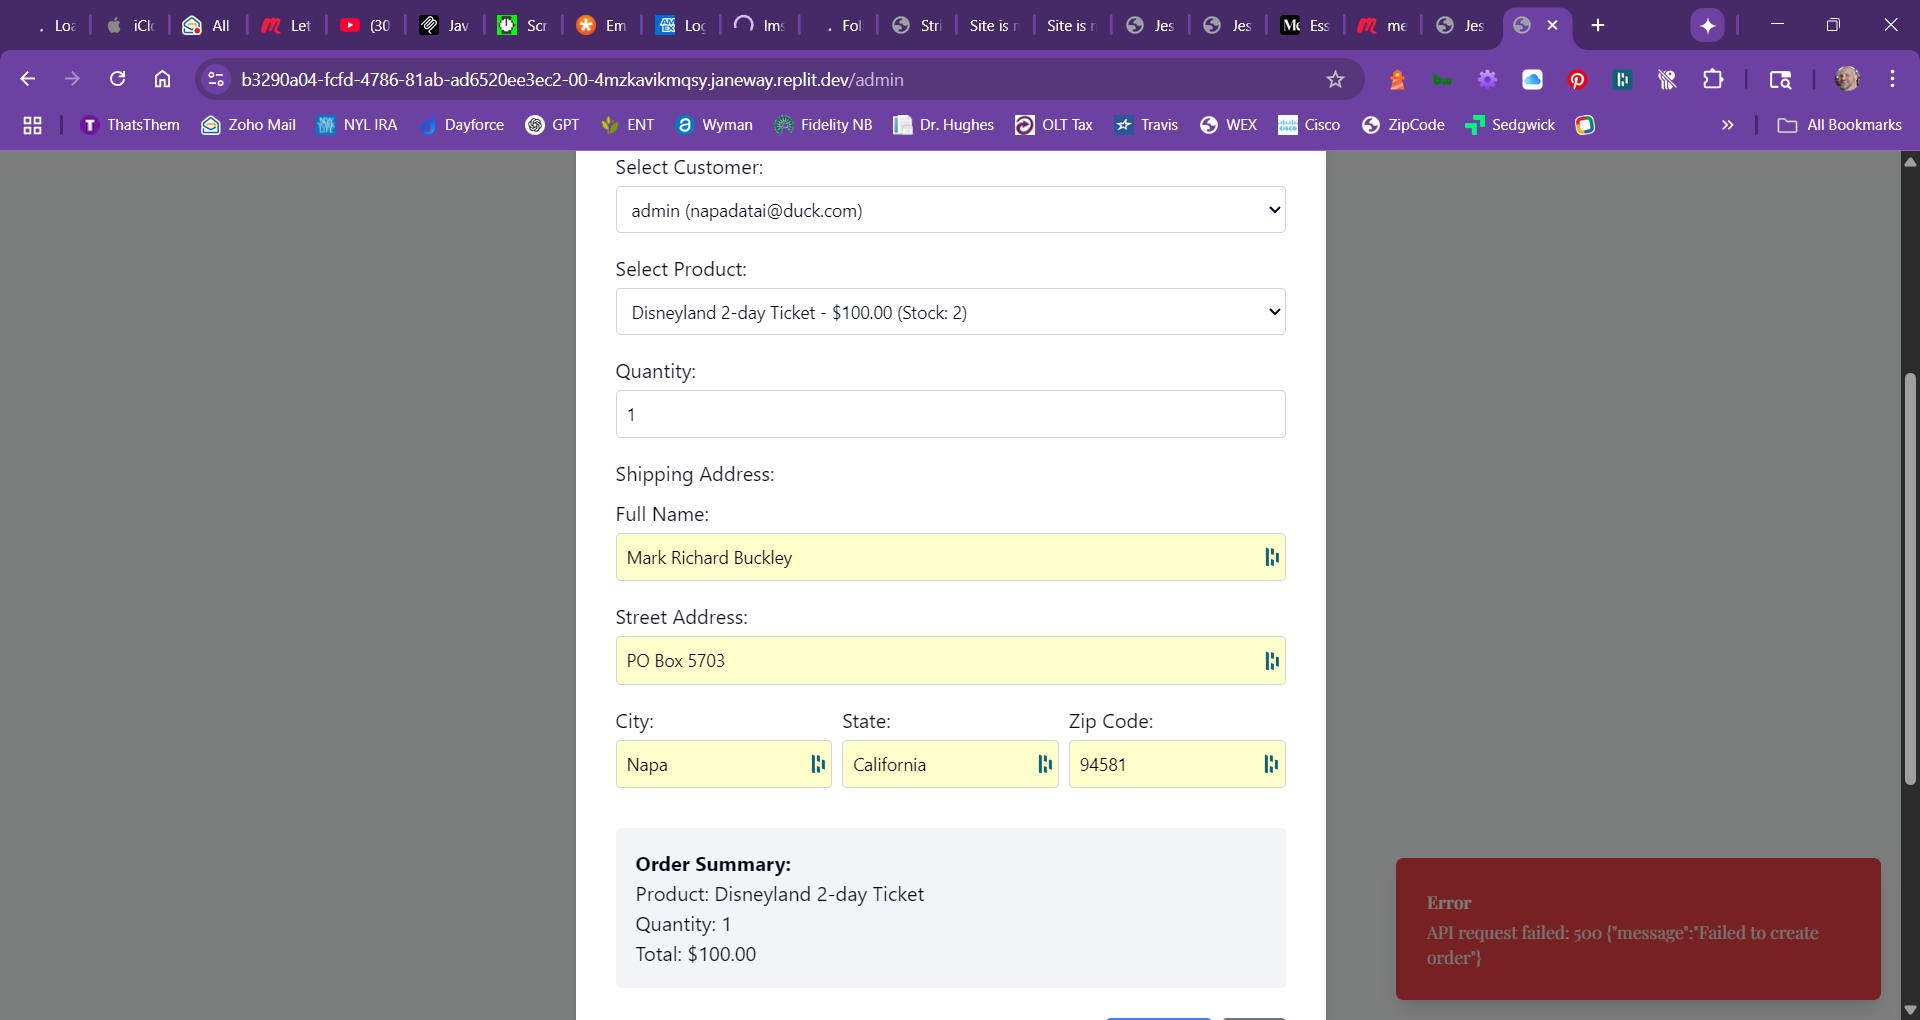 Loa
iClo
All
Let
(30
Jav
Scr
Em
Log
Ims
Foll
Stri
Site is n
Site is n
Jes
Jes
Ess
me
Jes
b3290a04-fcfd-4786-81ab-ad6520ee3ec2-00-4mzkavikmqsy.janeway.replit.dev/admin
ThatsThem
Zoho Mail
NYL IRA
Dayforce
GPT
ENT
Wyman
Fidelity NB
Dr. Hughes
OLT Tax
Travis
WEX
Cisco
ZipCode
Sedgwick
All Bookmarks
Select Customer:
admin (napadatai@duck.com)
Select Product:
Disneyland 2-day Ticket - $100.00 (Stock: 2)
Quantity:
1
Shipping Address:
Full Name:
Mark Richard Buckley
Street Address:
PO Box 5703
City: State: Zip Code:
Napa California 94581
Order Summary:
Product: Disneyland 2-day Ticket
Quantity: 1
Total: $100.00
Error
API request failed: 500 {"message":"Failed to create
order"}